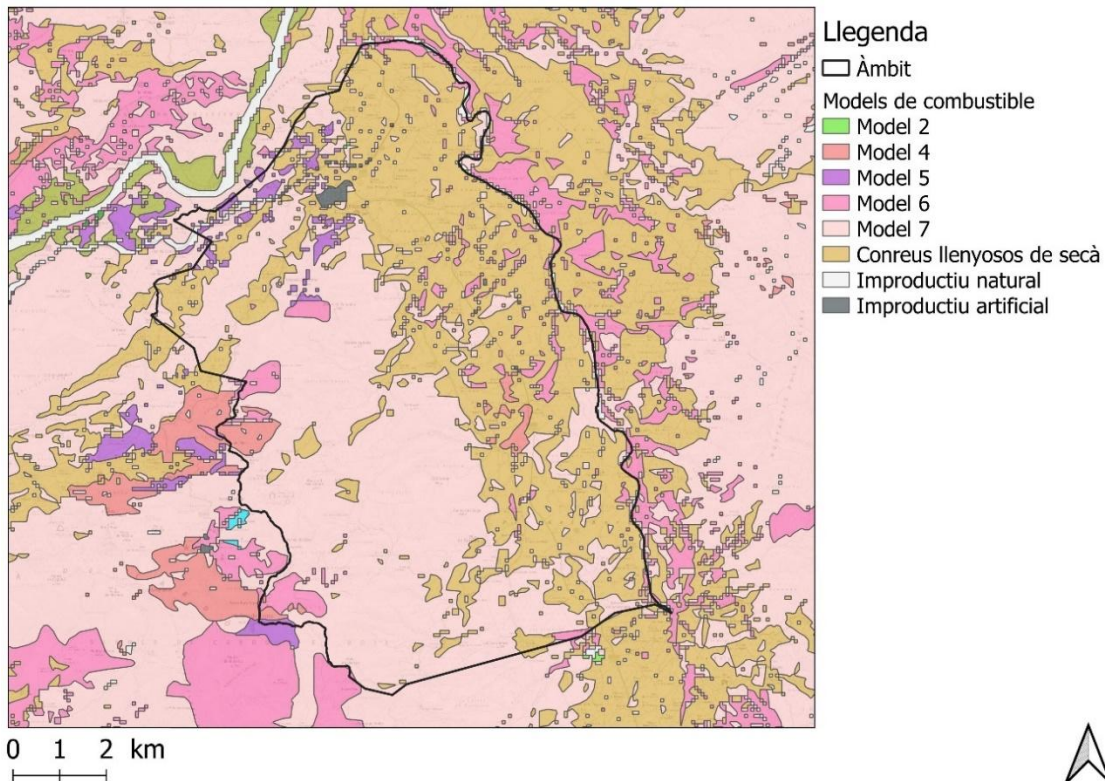 Llegenda
Àmbit
Models de combustible
Model 2
Model 4
Model 5
Model 6
Model 7
Conreus llenyosos de secà
Improductiu natural
Improductiu artificial
0 1 2 km